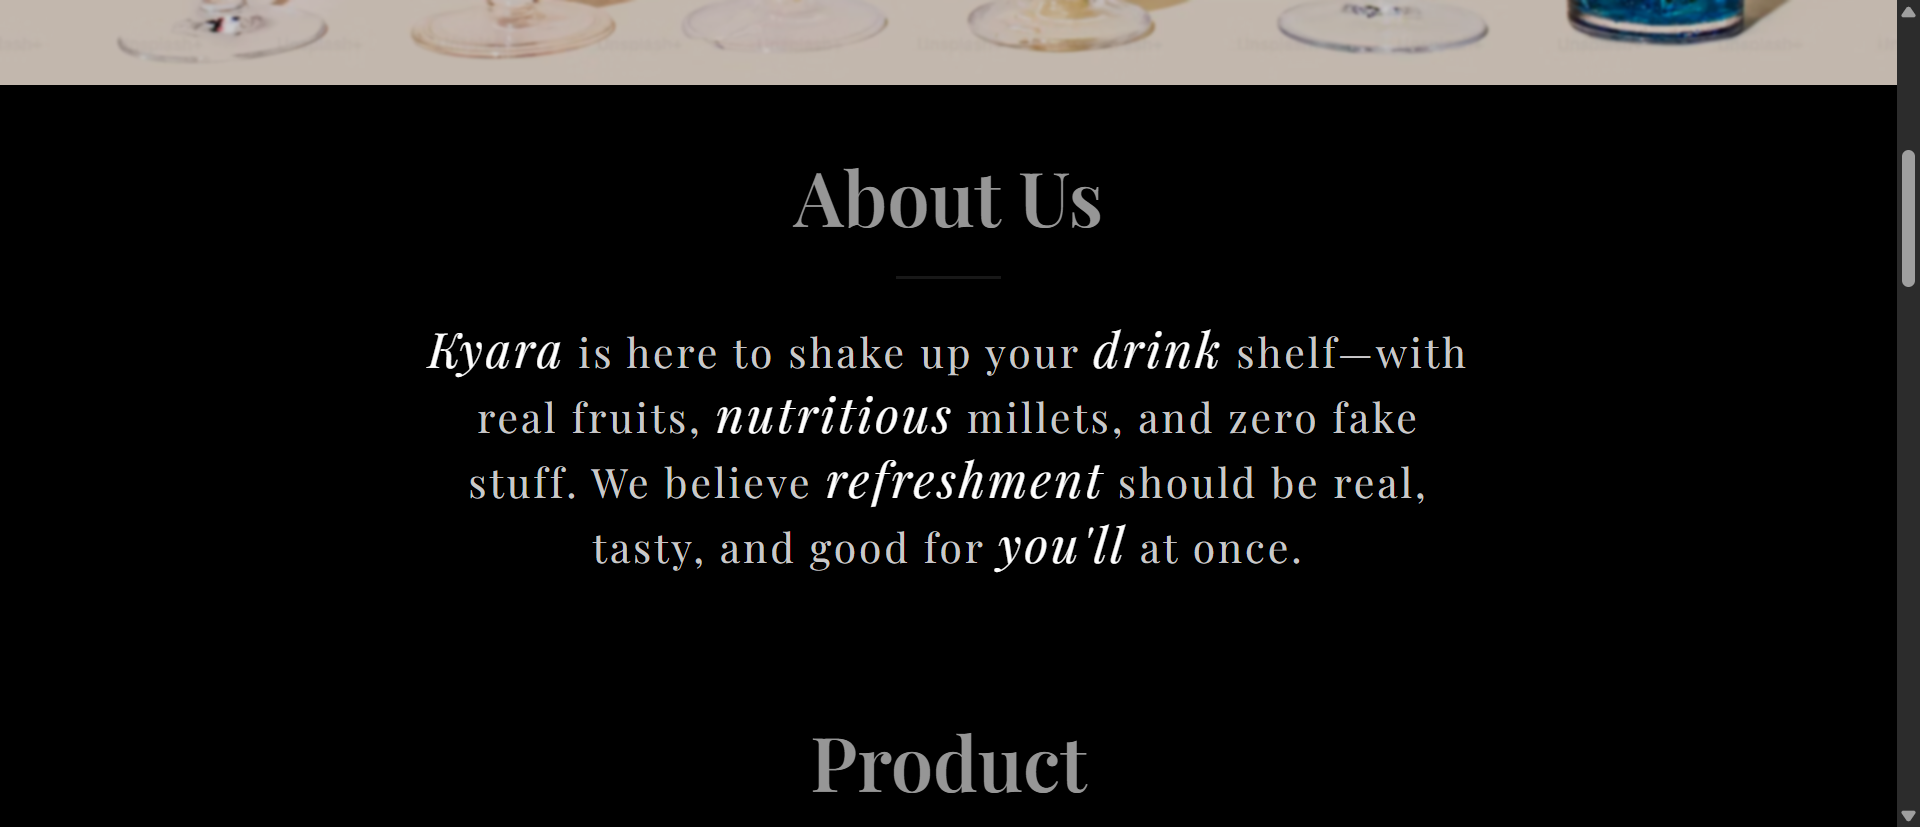 About Us
Kyara is here to shake up your drink shelf—with
real fruits, nutritious millets, and zero fake
stuff. We believe refreshment should be real,
tasty, and good for you'll at once.
Product